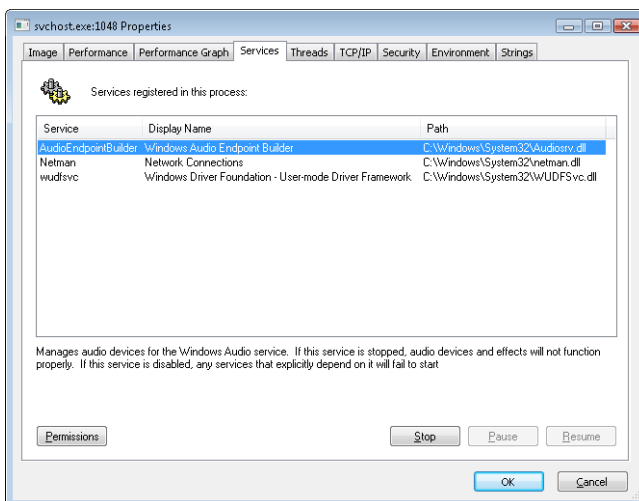 svchost.exe:1048 Properties
Image Performance Performance Graph Services Threads TCP/IP Security Environment Strings
Services registered in this process:
Service Display Name Path
AudioEndpointBuilder Windows Audio Endpoint Builder C:\Windows\System32\Audiosrv.dll
Netman Network Connections C:\Windows\System32\netman.dll
wudfsvc Windows Driver Foundation - User-mode Driver Framework C:\Windows\System32\WUDFSvc.dll
Manages audio devices for the Windows Audio service. If this service is stopped, audio devices and effects will not function
properly. If this service is disabled, any services that explicitly depend on it will fail to start
Permissions Stop Pause Resume
OK Cancel